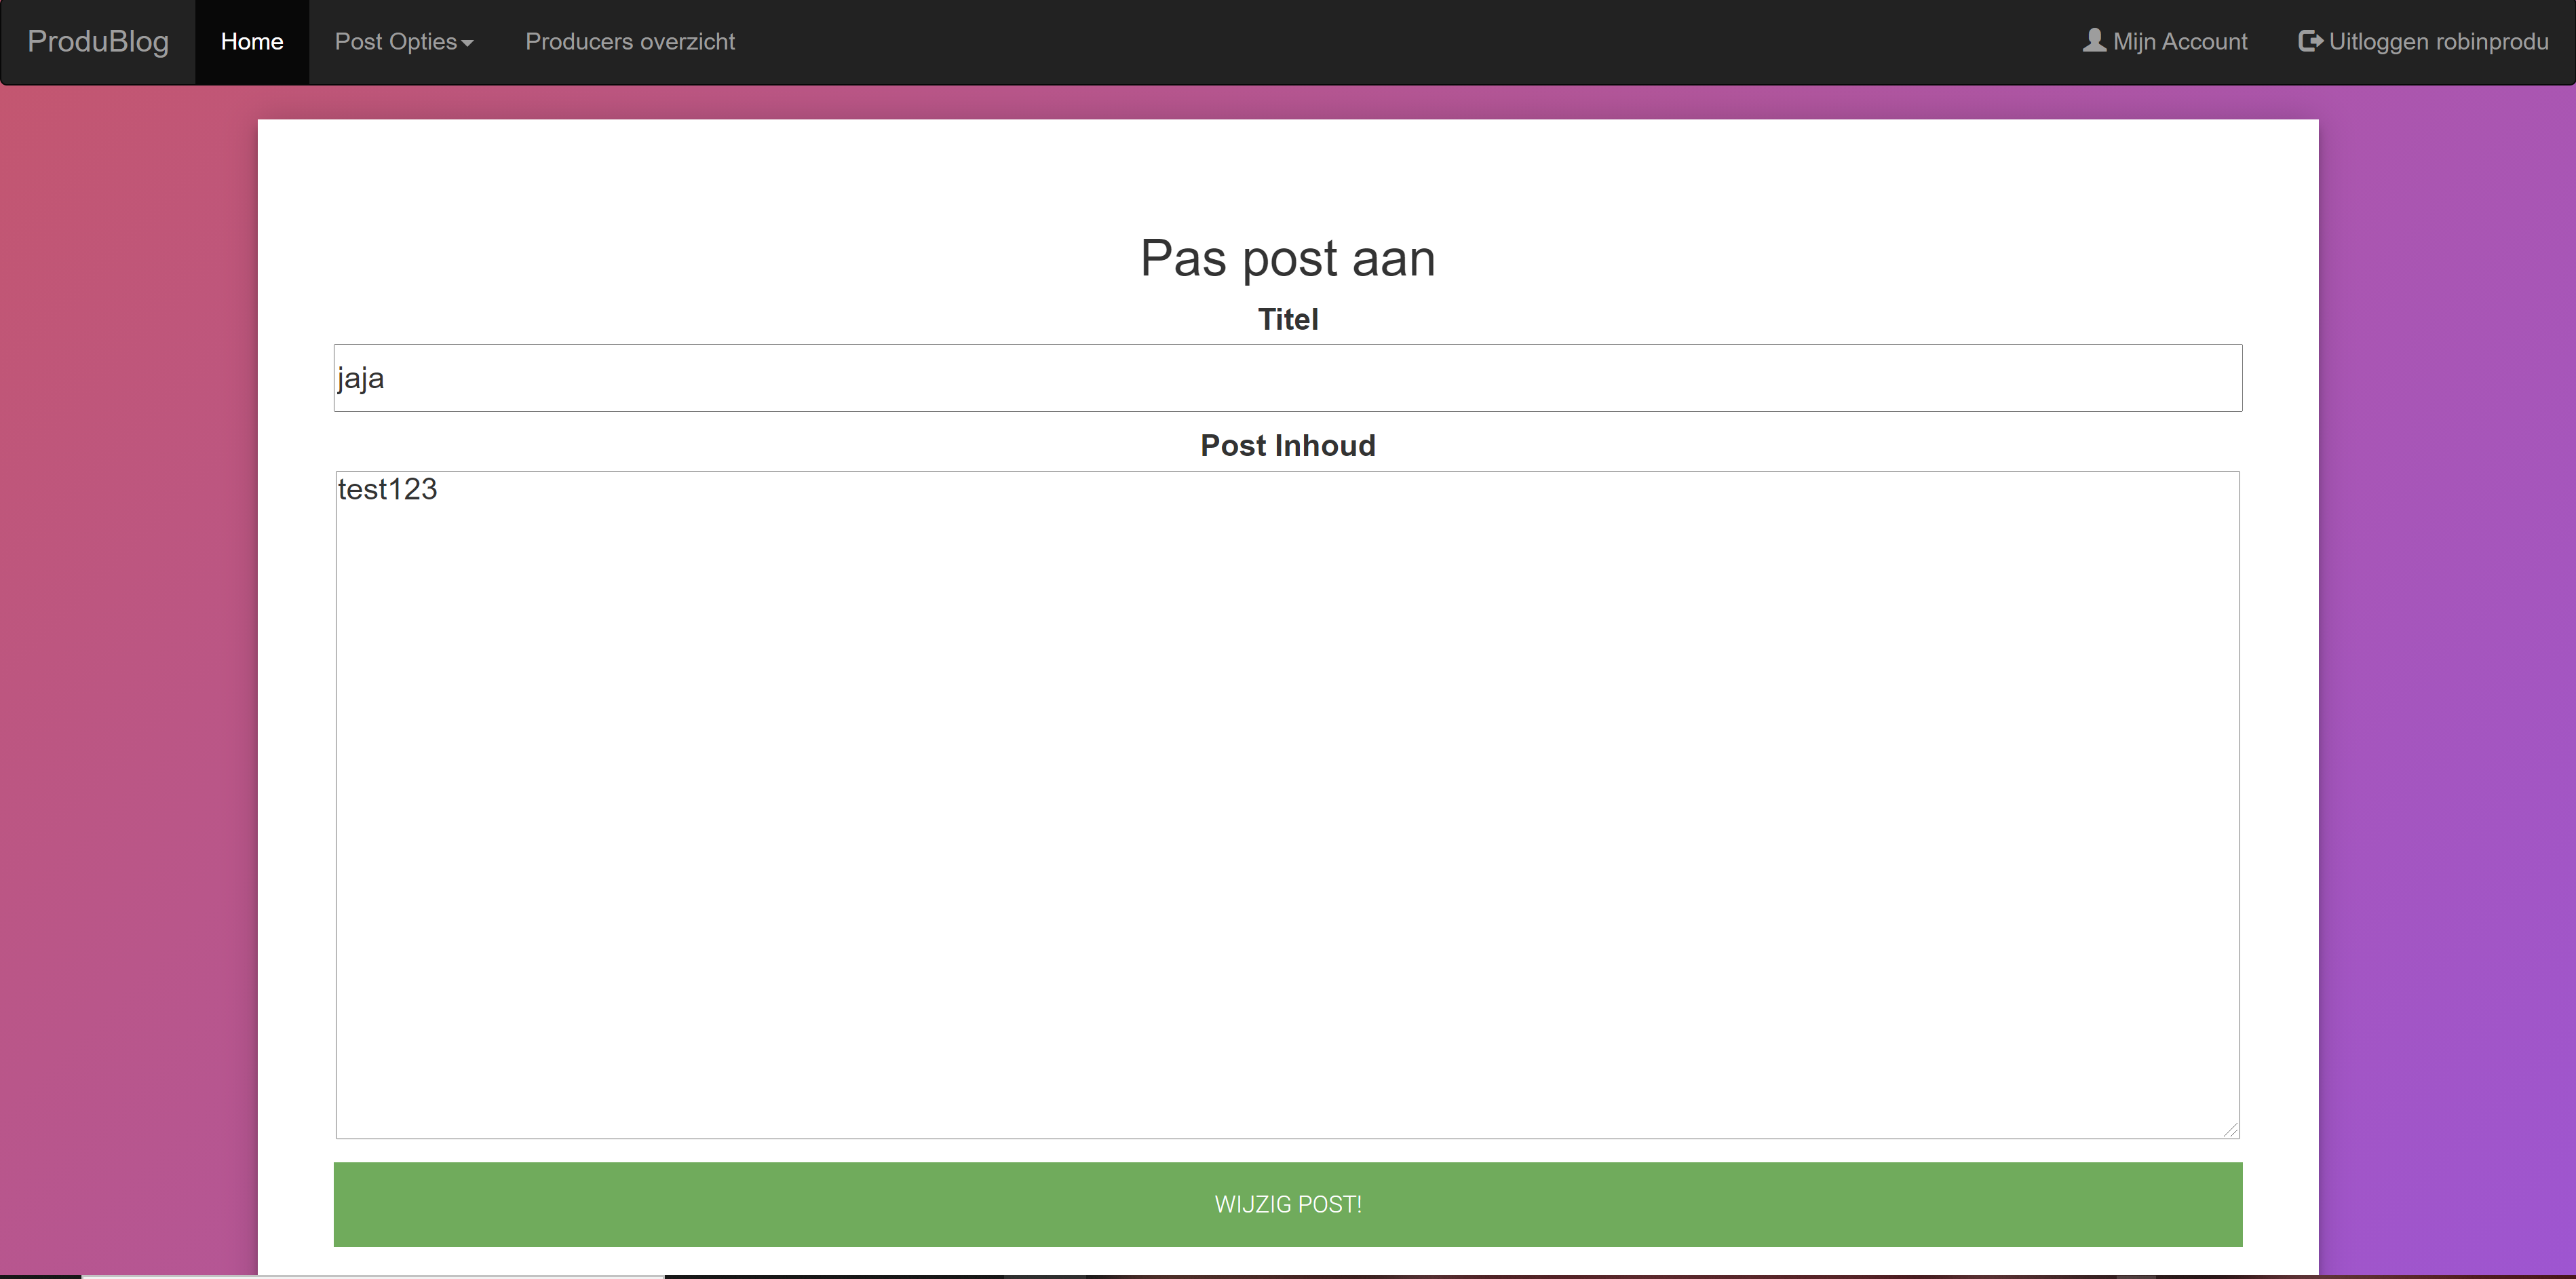 ProduBlog Home Post Opties Producers overzicht Mijn Account Uitloggen robinprodu
Pas post aan
Titel
jaja
Post Inhoud
test123
WIJZIG POST!